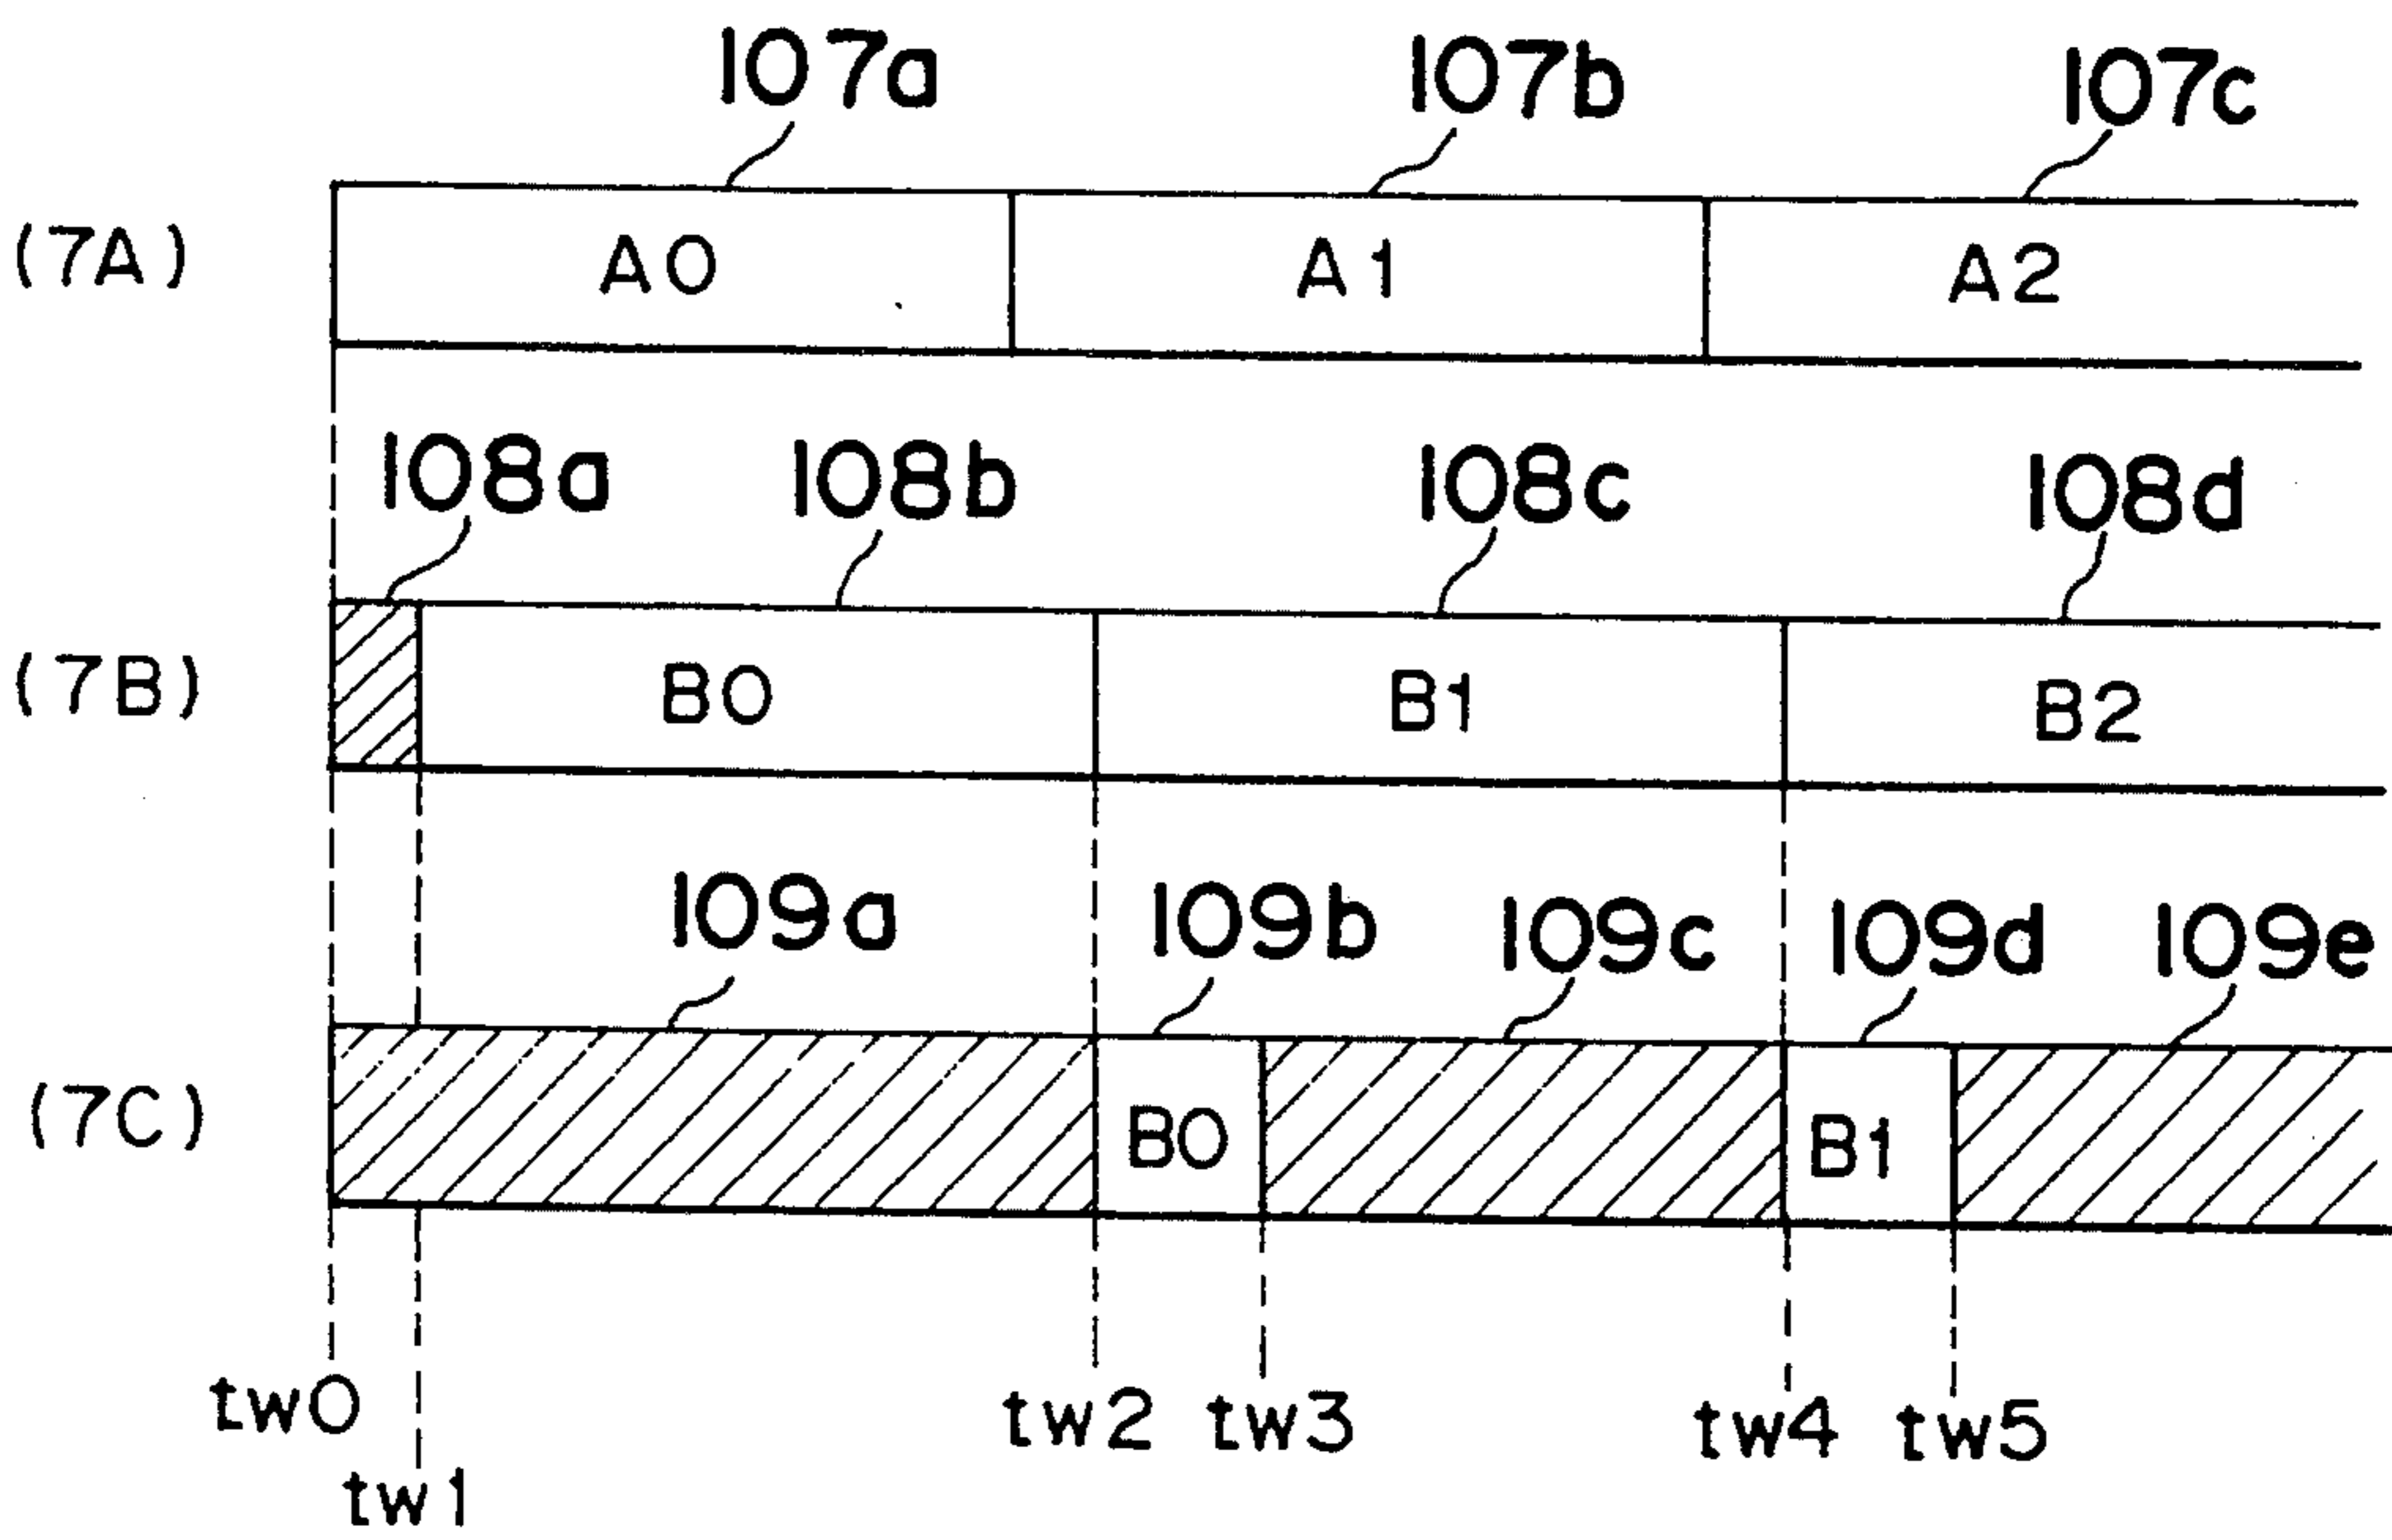 107a 107b 107c
(7A) A0 A1 A2
108a 108b 108c 108d
(7B) B0 B1 B2
109a 109b 109c 109d 109e
(7C) B0 B1
tw0 tw2 tw3 tw4 tw5
tw1